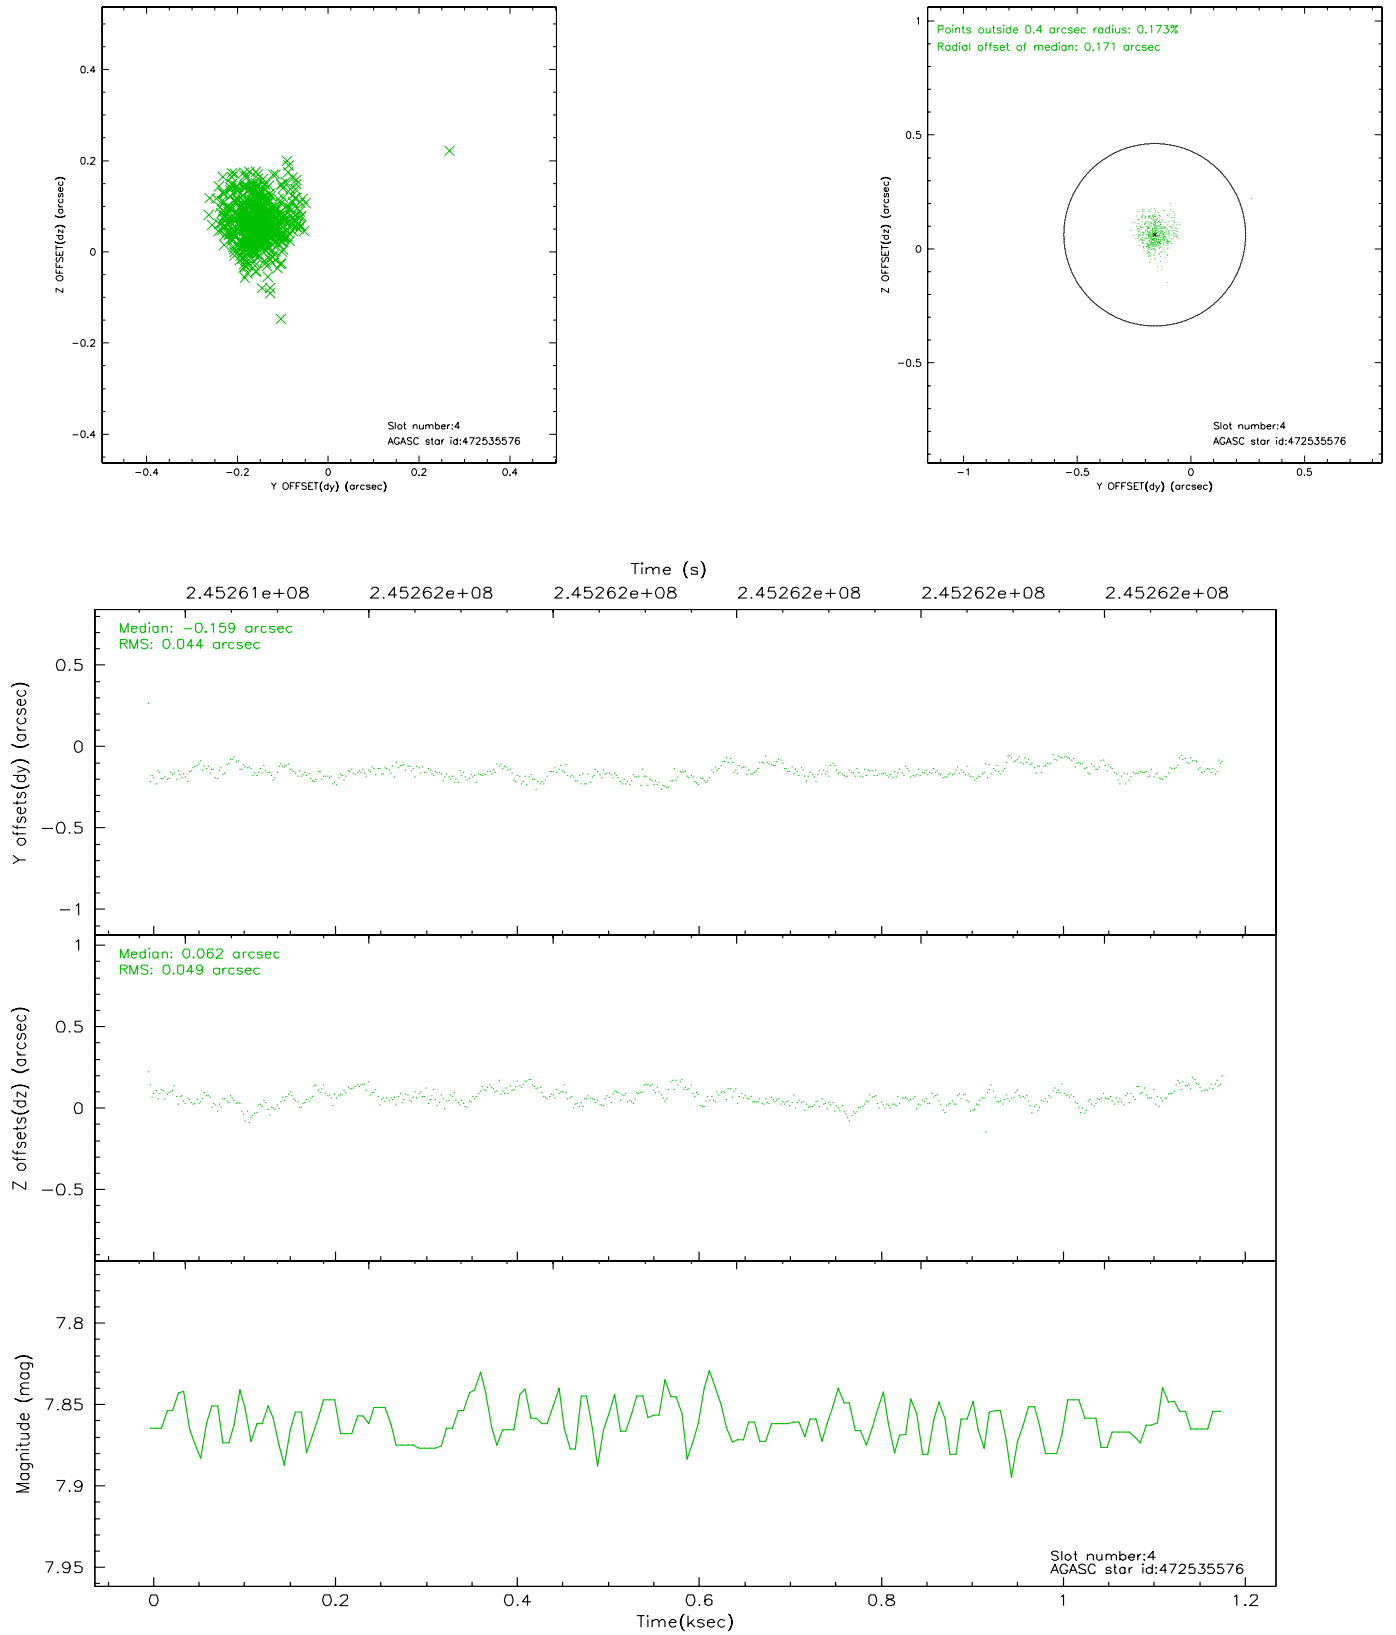 0.4
0.2
0
−0.2
−0.4
Z OFFSET(dz) (arcsec)
−0.4 −0.2 0 0.2 0.4
Y OFFSET(dy) (arcsec)
Slot number:4
AGASC star id:472535576
Points outside 0.4 arcsec radius: 0.173%
Radial offset of median: 0.171 arcsec
1
0.5
0
−0.5
Z OFFSET(dz) (arcsec)
−1 −0.5 0 0.5
Y OFFSET(dy) (arcsec)
Slot number:4
AGASC star id:472535576
Time (s)
2.45261e+08 2.45262e+08 2.45262e+08 2.45262e+08 2.45262e+08 2.45262e+08
Median: −0.159 arcsec
RMS: 0.044 arcsec
0.5
0
−0.5
−1
Y offsets(dy) (arcsec)
Median: 0.062 arcsec
RMS: 0.049 arcsec
1
0.5
0
−0.5
Z offsets(dz) (arcsec)
7.8
7.85
7.9
7.95
Magnitude (mag)
Slot number:4
AGASC star id:472535576
0 0.2 0.4 0.6 0.8 1 1.2
Time(ksec)